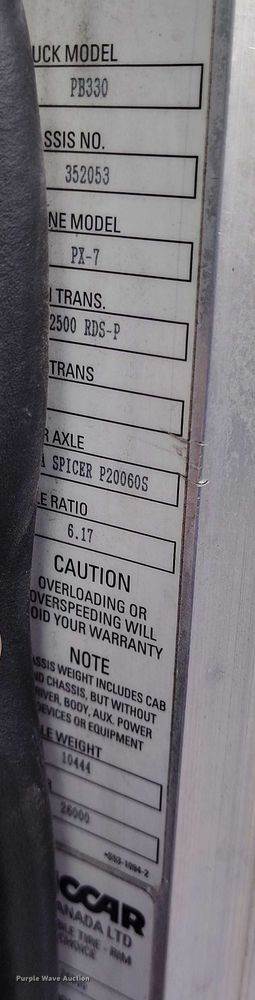 UCK MODEL
PB330
SSIS NO.
352053
NE MODEL
PX-7
TRANS.
2500 RDS-P
TRANS
R AXLE
A SPICER P20060S
E RATIO
6.17
CAUTION
OVERLOADING OR
OVERSPEEDING WILL
OID YOUR WARRANTY
NOTE
ASSIS WEIGHT INCLUDES CAB
ND CHASSIS, BUT WITHOUT
RIVER, BODY, AUX. POWER
DEVICES OR EQUIPMENT
LE WEIGHT
10444
26000
CCAR
ANADA LTD
Purple Wave Auction